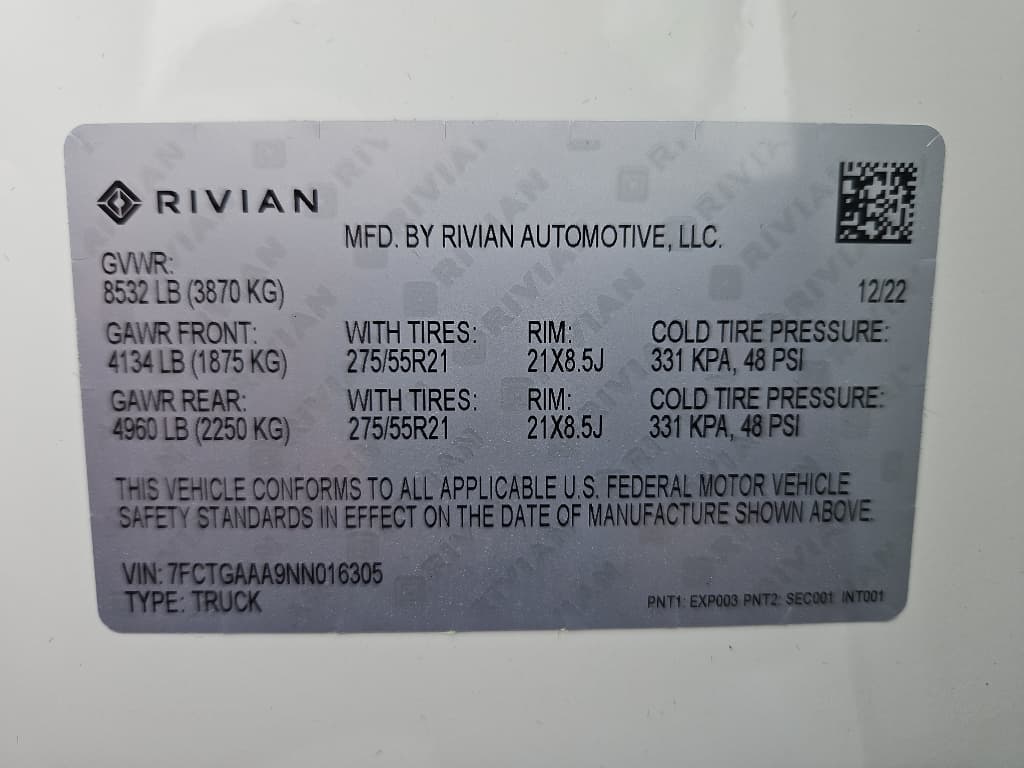 RIVIAN
MFD. BY RIVIAN AUTOMOTIVE, LLC.
GVWR:
8532 LB (3870 KG) 12/22
GAWR FRONT: WITH TIRES: RIM: COLD TIRE PRESSURE:
4134 LB (1875 KG) 275/55R21 21X8.5J 331 KPA, 48 PSI
GAWR REAR: WITH TIRES: RIM: COLD TIRE PRESSURE:
4960 LB (2250 KG) 275/55R21 21X8.5J 331 KPA, 48 PSI
THIS VEHICLE CONFORMS TO ALL APPLICABLE U.S. FEDERAL MOTOR VEHICLE
SAFETY STANDARDS IN EFFECT ON THE DATE OF MANUFACTURE SHOWN ABOVE.
VIN: 7FCTGAAA9NN016305
TYPE: TRUCK PNT1: EXP003 PNT2: SEC001 INT001